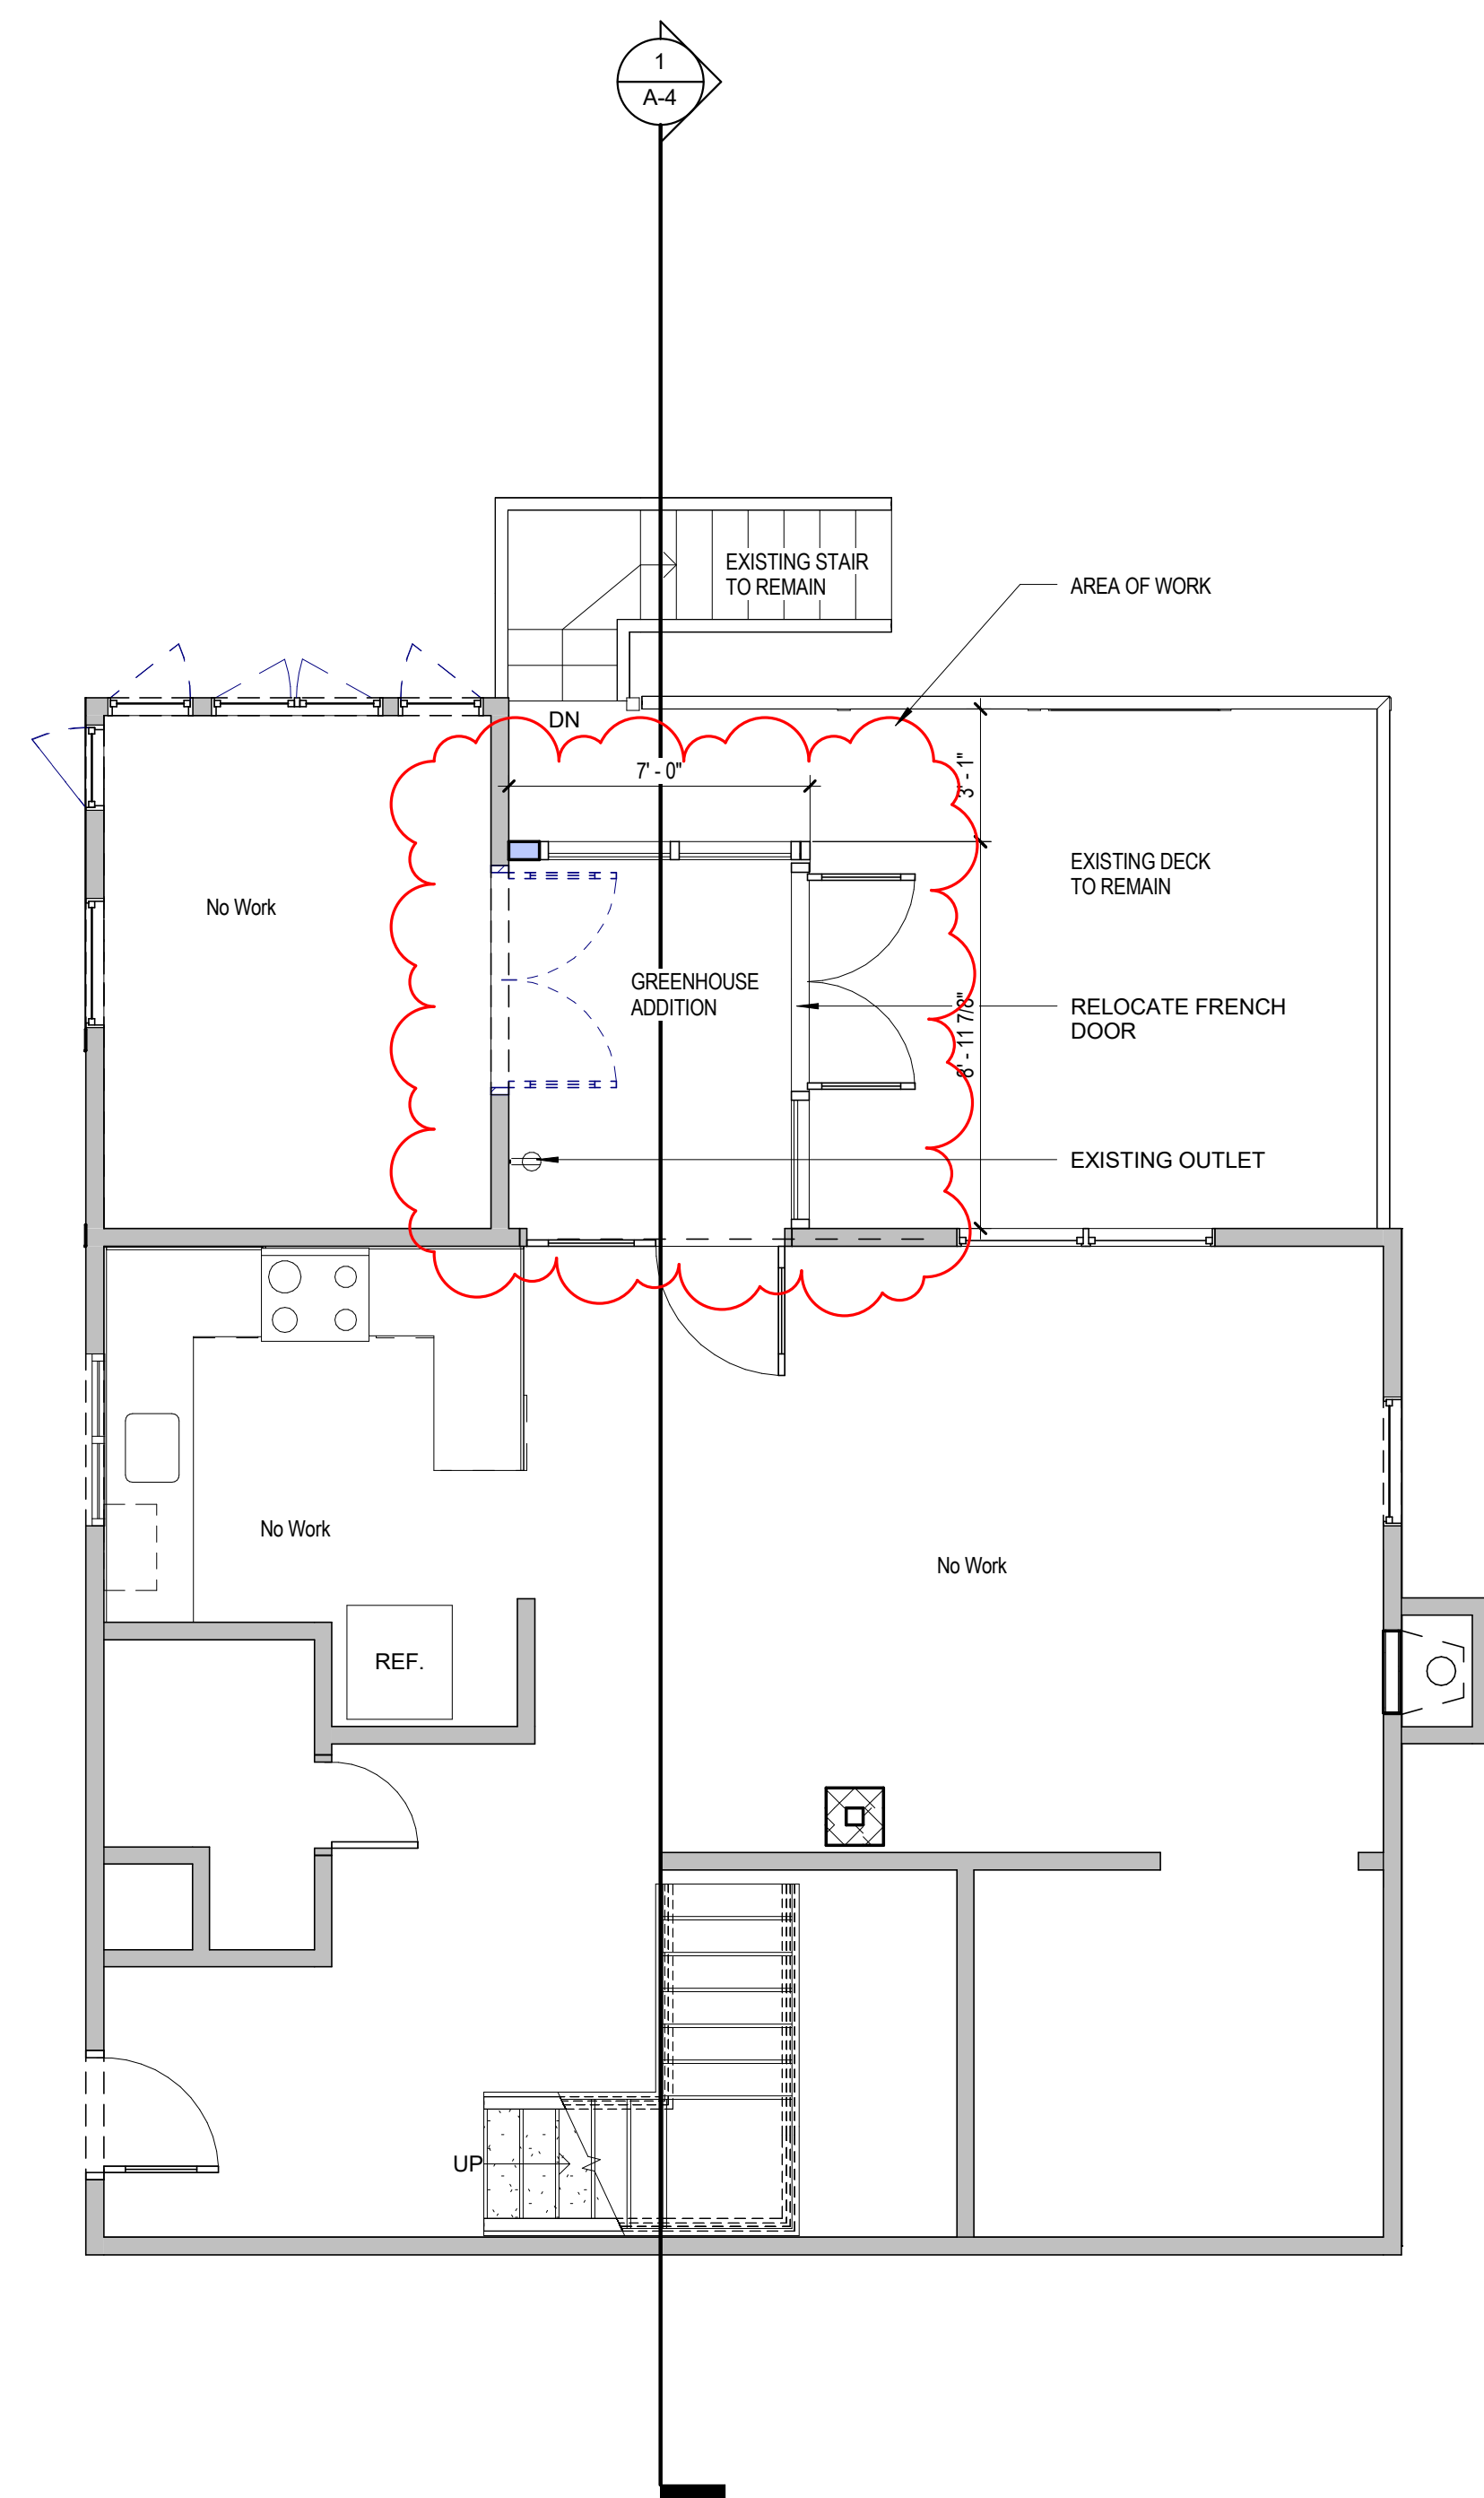 1
A-4
EXISTING STAIR
TO REMAIN
AREA OF WORK
DN
7' - 0"
3' - 1"
EXISTING DECK
TO REMAIN
No Work
GREENHOUSE
ADDITION
RELOCATE FRENCH
DOOR
8' - 11 7/8"
EXISTING OUTLET
No Work
No Work
REF.
UP